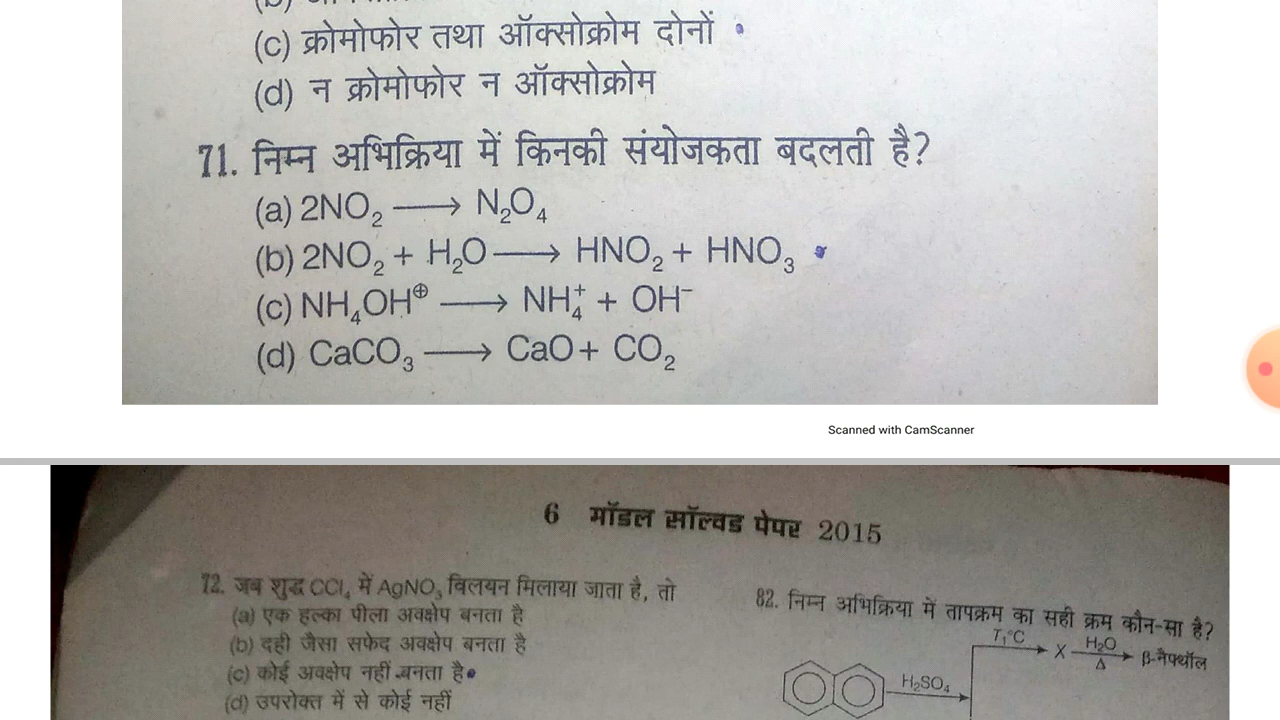 (c) क्रोमोफोर तथा ऑक्सोक्रोम दोनों
(d) न क्रोमोफोर न ऑक्सोक्रोम
71. निम्न अभिक्रिया में किनकी संयोजकता बदलती है?
(a) 2NO₂ ⟶ N₂O₄
(b) 2NO₂ + H₂O ⟶ HNO₂ + HNO₃
(c) NH₄OH⊕ ⟶ NH₄⁺ + OH⁻
(d) CaCO₃ ⟶ CaO + CO₂
Scanned with CamScanner
6 मॉडल सॉल्वड पेपर 2015
72. जब शुद्ध CCl₄ में AgNO₃ विलयन मिलाया जाता है, तो
(a) एक हल्का पीला अवक्षेप बनता है
(b) दही जैसा सफेद अवक्षेप बनता है
(c) कोई अवक्षेप नहीं बनता है
(d) उपरोक्त में से कोई नहीं
82. निम्न अभिक्रिया में तापक्रम का सही क्रम कौन-सा है?
T₁°C
X H₂O Δ β-नैफ्थॉल
H₂SO₄